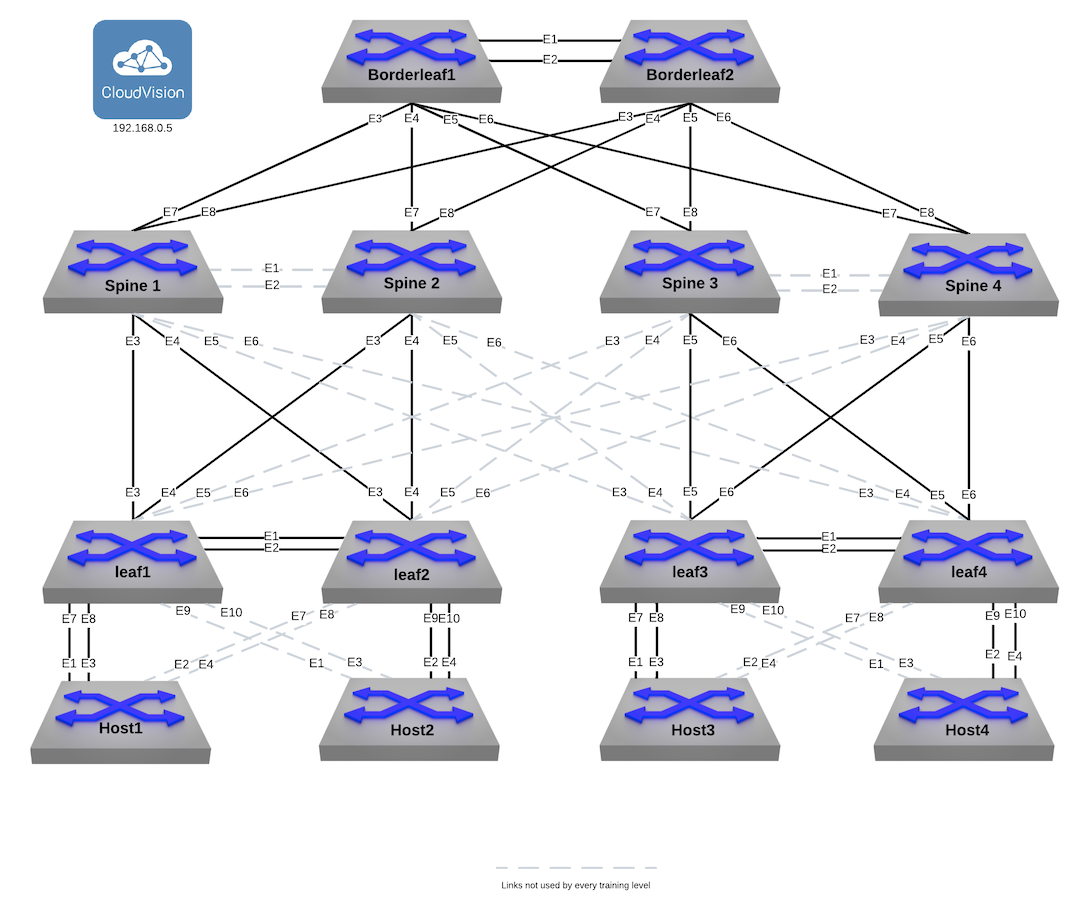 E1
E2
Borderleaf1
Borderleaf2
CloudVision
192.168.0.5
E3 E4 E5 E6
E3 E4 E5 E6
E7 E8
E7 E8
E7 E8
E7 E8
E1
E2
E1
E2
Spine 1
Spine 2
Spine 3
Spine 4
E3 E4 E5 E6
E3 E4 E5 E6
E3 E4 E5 E6
E3 E4 E5 E6
E3 E4 E5 E6
E3 E4 E5 E6
E3 E4 E5 E6
E3 E4 E5 E6
E1
E2
E1
E2
leaf1
leaf2
leaf3
leaf4
E7 E8 E9 E10
E7 E8 E9 E10
E7 E8 E9 E10
E7 E8 E9 E10
E1 E3 E2 E4
E1 E3 E2 E4
E1 E3 E2 E4
E1 E3 E2 E4
Host1
Host2
Host3
Host4
Links not used by every training level